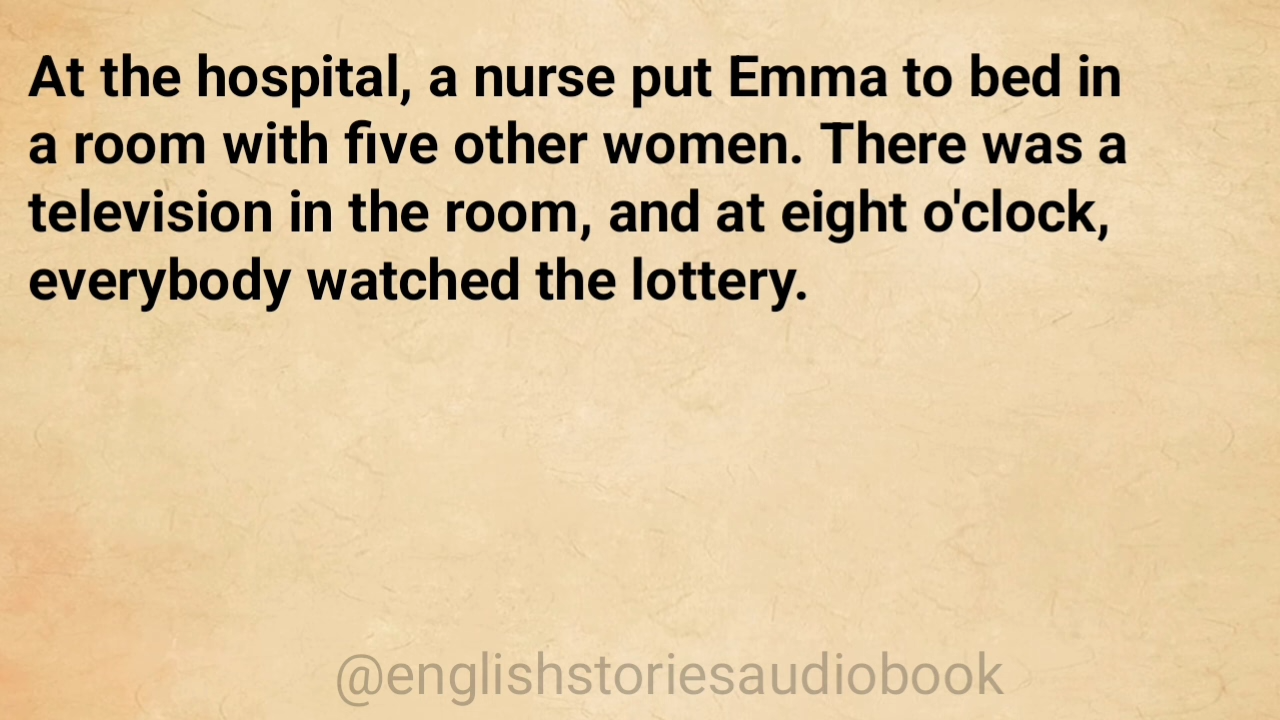 At the hospital, a nurse put Emma to bed in
a room with five other women. There was a
television in the room, and at eight o'clock,
everybody watched the lottery.
@englishstoriesaudiobook